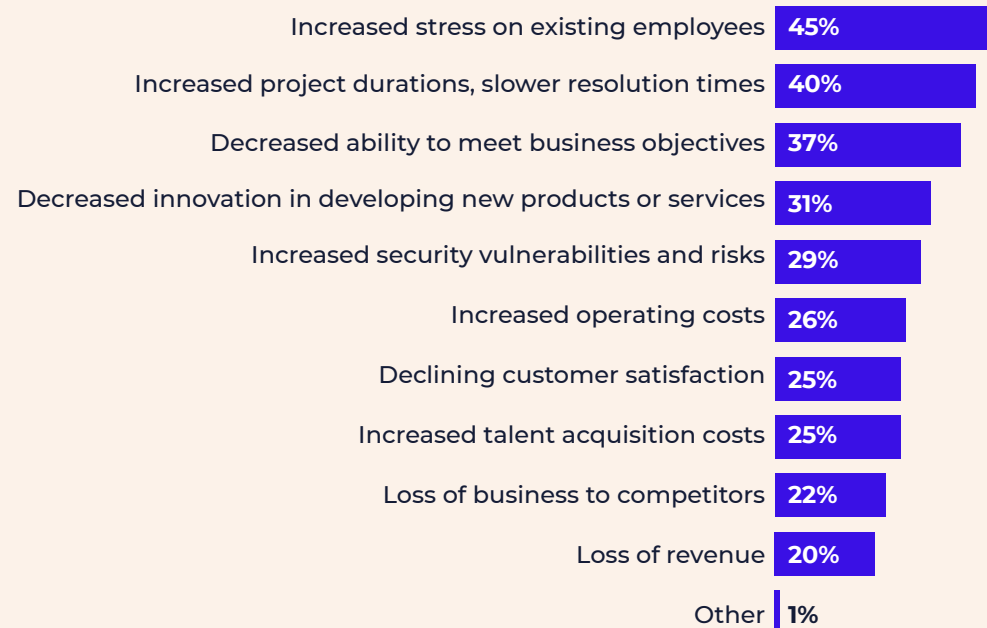 Increased stress on existing employees 45%
Increased project durations, slower resolution times 40%
Decreased ability to meet business objectives 37%
Decreased innovation in developing new products or services 31%
Increased security vulnerabilities and risks 29%
Increased operating costs 26%
Declining customer satisfaction 25%
Increased talent acquisition costs 25%
Loss of business to competitors 22%
Loss of revenue 20%
Other 1%